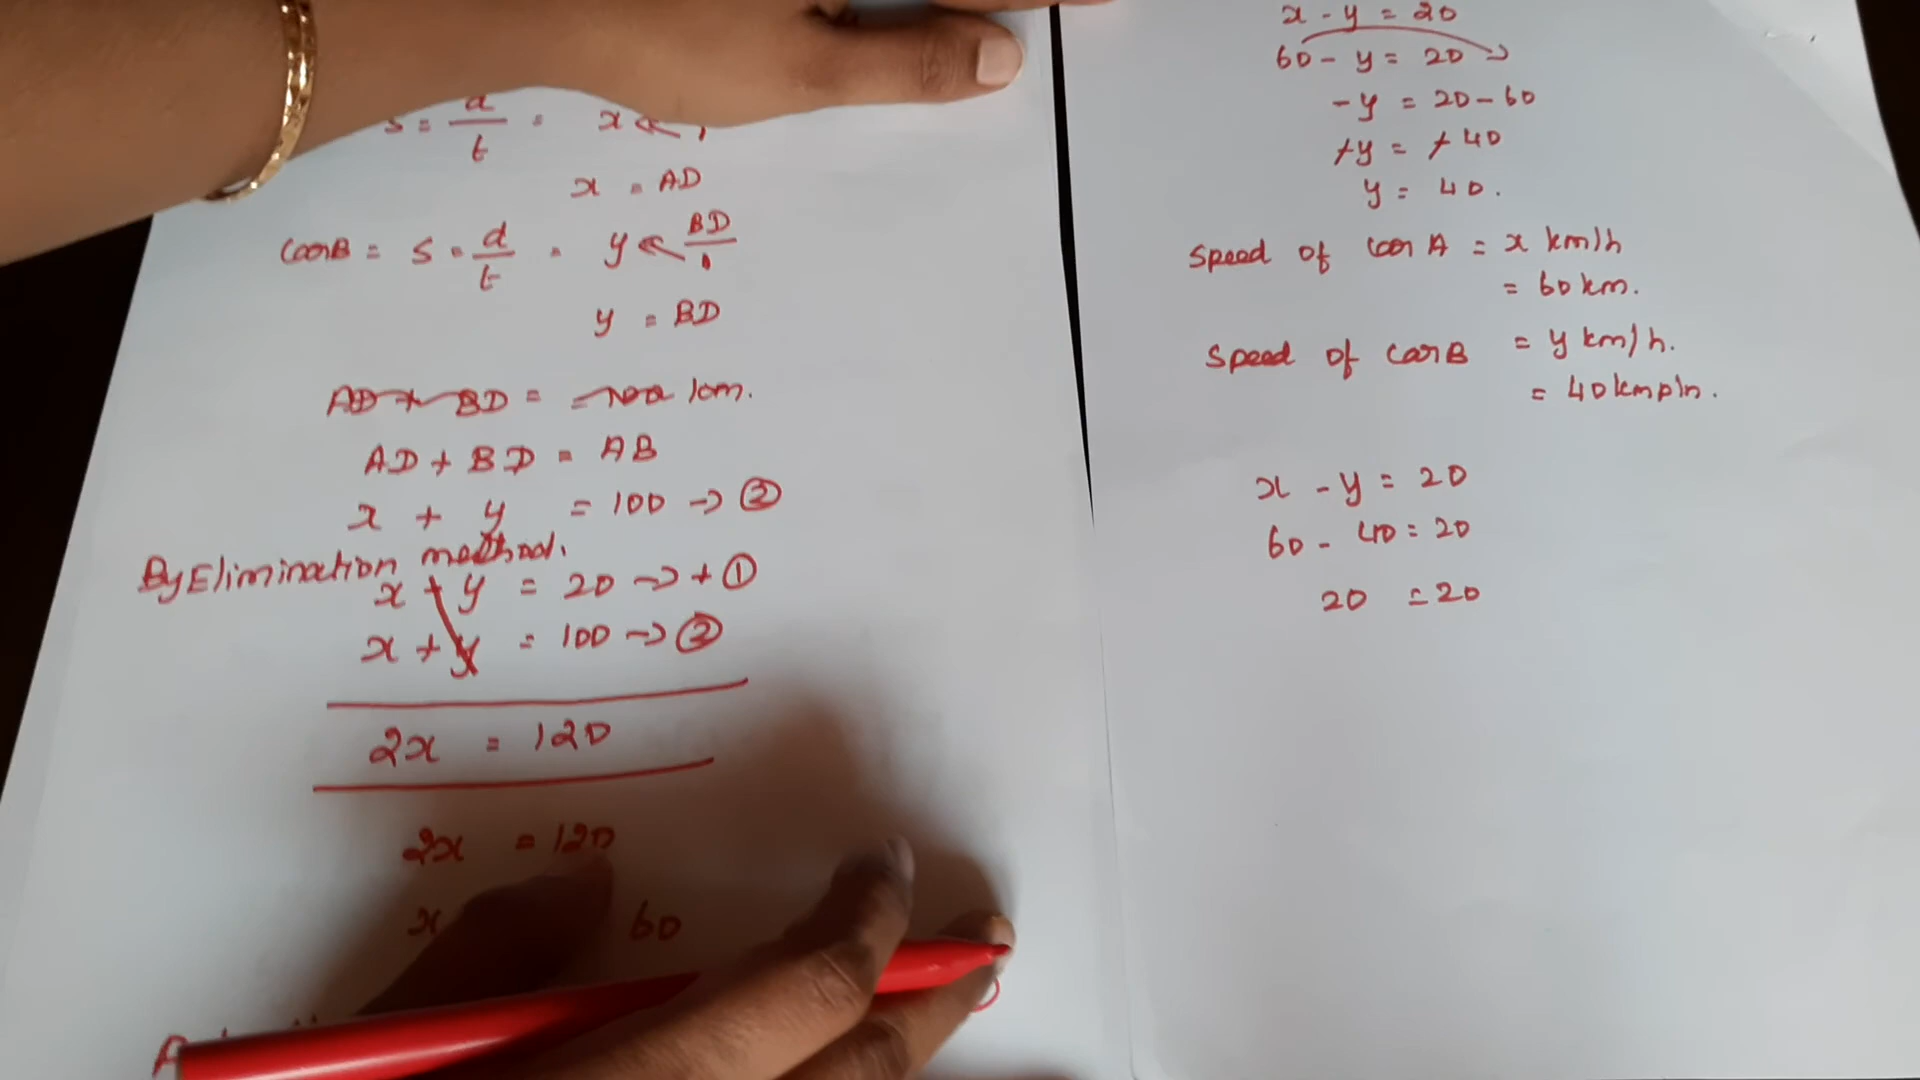 s = d/t = x
x = AD
Car B = s = d/t = y ← BD/1
y = BD
AD + BD = = 100 km.
AD + BD = AB
x + y = 100 → ②
By Elimination method.
x + y = 20 → + ①
x + y = 100 → ②
2x = 120
2x = 120
x 60
x - y = 20
60 - y = 20
-y = 20 - 60
+y = +40
y = 40.
Speed of car A = x km/h
= 60 km.
Speed of car B = y km/h.
= 40 kmph.
x - y = 20
60 - 40 = 20
20 = 20